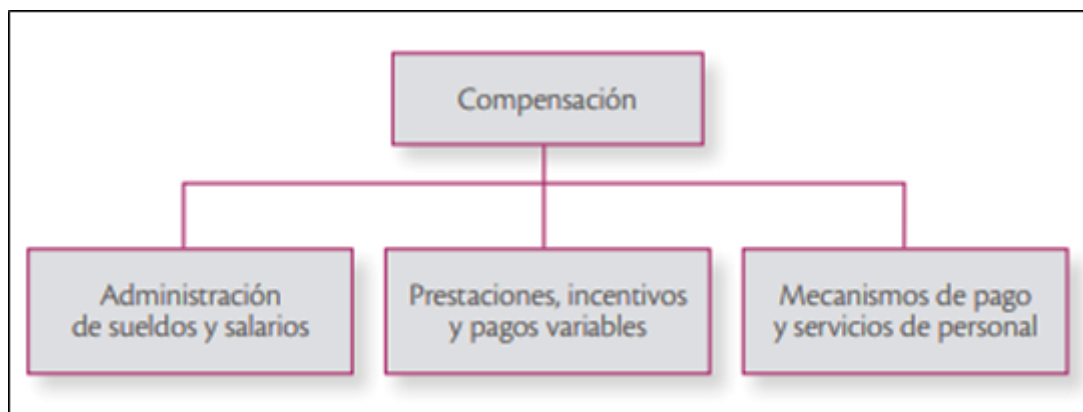 Compensación
Administración
de sueldos y salarios
Prestaciones, incentivos
y pagos variables
Mecanismos de pago
y servicios de personal